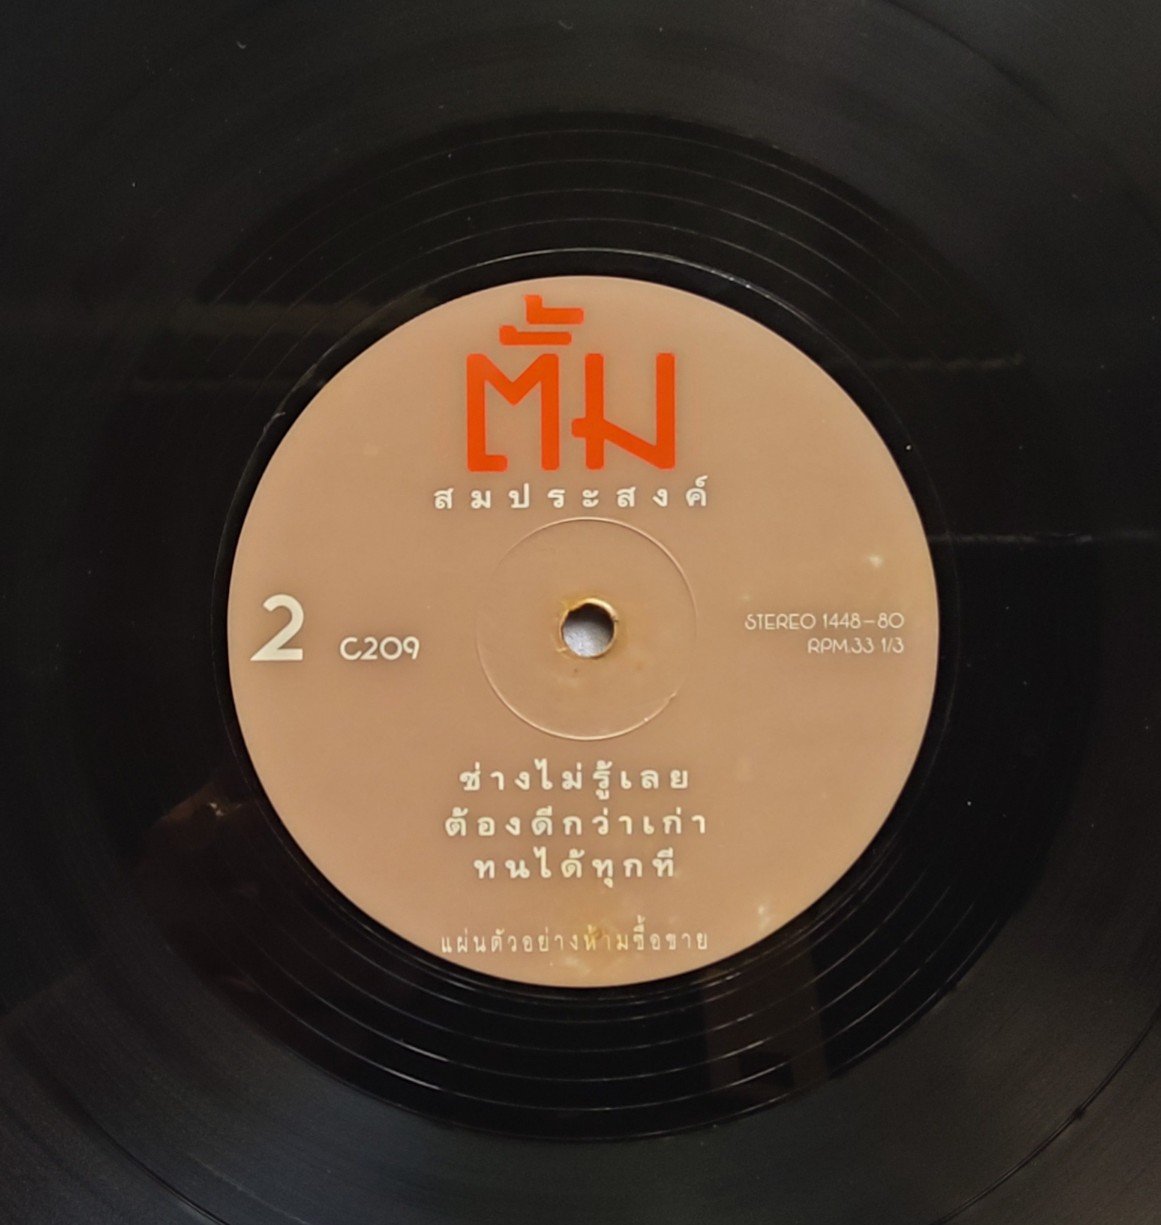 ตั้ม
สมประสงค์
2 C209
STEREO 1448-80
RPM.33 1/3
ช่างไม่รู้เลย
ต้องดีกว่าเก่า
ทนได้ทุกที
แผ่นตัวอย่างห้ามซื้อขาย